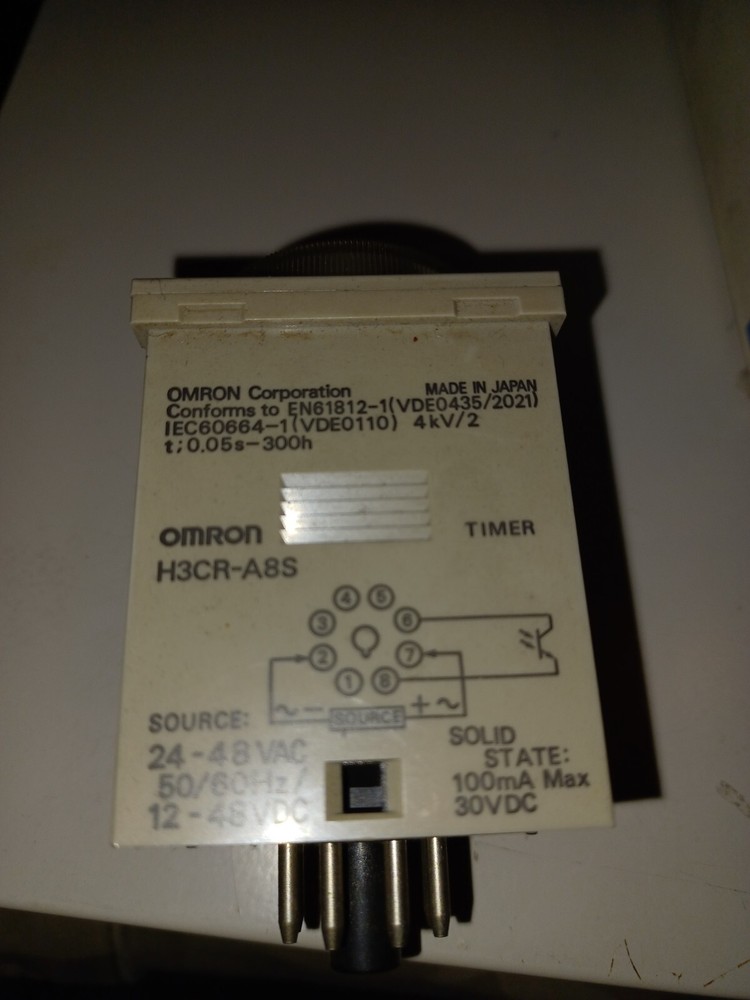 OMRON Corporation MADE IN JAPAN
Conforms to EN61812-1(VDE0435/2021)
IEC60664-1(VDE0110) 4kV/2
t;0.05s-300h
OMRON TIMER
H3CR-A8S
4 5
3 6
2 7
1 8
~ - SOURCE + ~
SOURCE: SOLID
24-48 VAC STATE:
50/60Hz/ 100mA Max
12-48VDC 30VDC